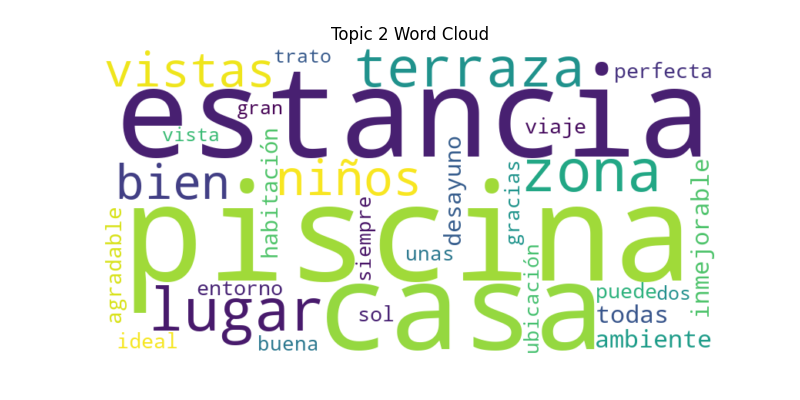 Topic 2 Word Cloud
vistas
trato
terraza
perfecta
estancia
gran
vista
viaje
bien
habitación
niños
desayuno
gracias
zona
inmejorable
piscina
siempre
unas
agradable
entorno
lugar
sol
casa
ubicación
puede
dos
todas
ideal
buena
ambiente